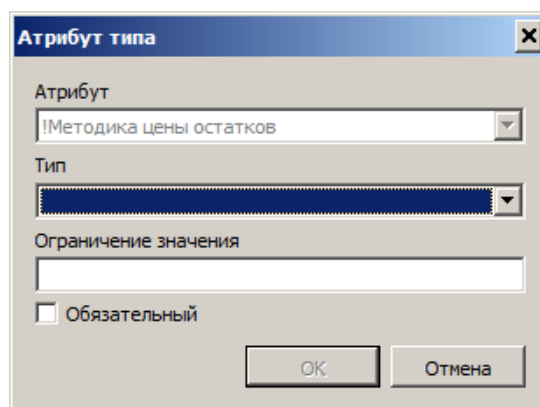 Атрибут типа
Атрибут
!Методика цены остатков
Тип
Ограничение значения
Обязательный
OK
Отмена